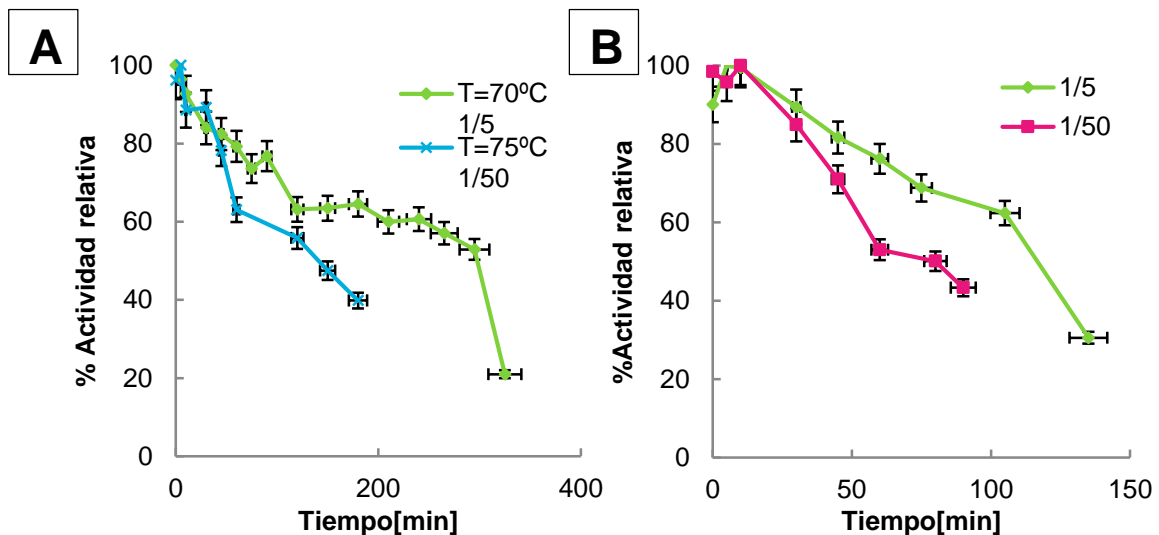 A
B
100
80
60
40
20
0
% Actividad relativa
T=70ºC
1/5
T=75ºC
1/50
0
200
400
Tiempo[min]
100
80
60
40
20
0
%Actividad relativa
1/5
1/50
0
50
100
150
Tiempo[min]